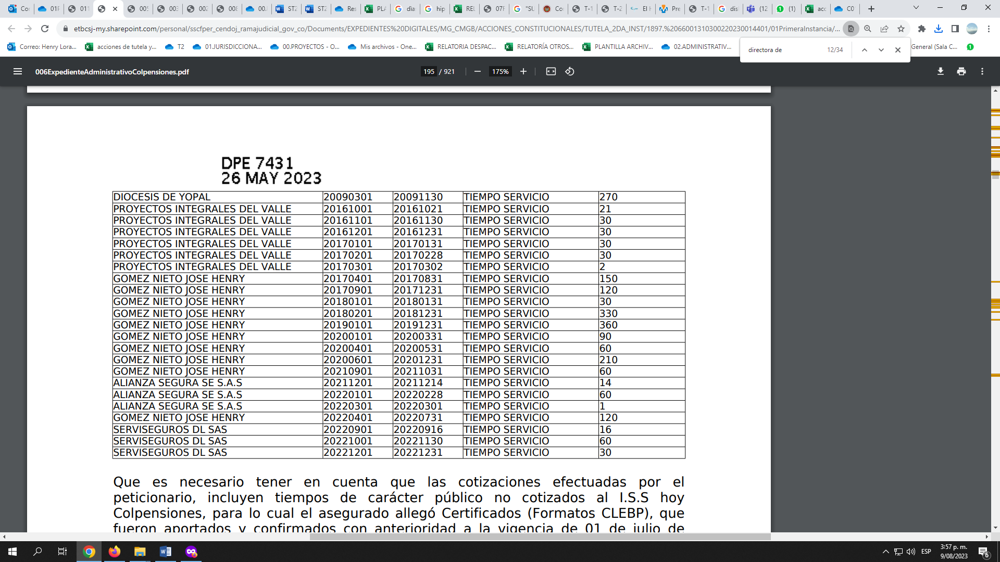 Cor
01P
011
005
003
002
008
00.
ST2
ST2
Res
PLA
día
hip
REL
07F
"SU
Co
T-1
T-2
El H
Pre
T-1
dis
(12
(1)
acc
C0
etbcsj-my.sharepoint.com/personal/sscfper_cendoj_ramajudicial_gov_co/Documents/EXPEDIENTES%20DIGITALES/MG_CMGB/ACCIONES_CONSTITUCIONALES/TUTELA_2DA_INST/1897.%2066001310300220230014401/01PrimeraInstancia/...
Correo: Henry Lora...
acciones de tutela y...
T2
01.JURISDICCIONA...
00.PROYECTOS - O...
Mis archivos - One...
RELATORIA DESPAC...
RELATORÍA OTROS...
PLANTILLA ARCHIV...
02.ADMINISTRATIV...
General (Sala C...
directora de 12/34
006ExpedienteAdministrativoColpensiones.pdf
195 / 921
175%
DPE 7431
26 MAY 2023
DIOCESIS DE YOPAL 20090301 20091130 TIEMPO SERVICIO 270
PROYECTOS INTEGRALES DEL VALLE 20161001 20161021 TIEMPO SERVICIO 21
PROYECTOS INTEGRALES DEL VALLE 20161101 20161130 TIEMPO SERVICIO 30
PROYECTOS INTEGRALES DEL VALLE 20161201 20161231 TIEMPO SERVICIO 30
PROYECTOS INTEGRALES DEL VALLE 20170101 20170131 TIEMPO SERVICIO 30
PROYECTOS INTEGRALES DEL VALLE 20170201 20170228 TIEMPO SERVICIO 30
PROYECTOS INTEGRALES DEL VALLE 20170301 20170302 TIEMPO SERVICIO 2
GOMEZ NIETO JOSE HENRY 20170401 20170831 TIEMPO SERVICIO 150
GOMEZ NIETO JOSE HENRY 20170901 20171231 TIEMPO SERVICIO 120
GOMEZ NIETO JOSE HENRY 20180101 20180131 TIEMPO SERVICIO 30
GOMEZ NIETO JOSE HENRY 20180201 20181231 TIEMPO SERVICIO 330
GOMEZ NIETO JOSE HENRY 20190101 20191231 TIEMPO SERVICIO 360
GOMEZ NIETO JOSE HENRY 20200101 20200331 TIEMPO SERVICIO 90
GOMEZ NIETO JOSE HENRY 20200401 20200531 TIEMPO SERVICIO 60
GOMEZ NIETO JOSE HENRY 20200601 20201231 TIEMPO SERVICIO 210
GOMEZ NIETO JOSE HENRY 20210901 20211031 TIEMPO SERVICIO 60
ALIANZA SEGURA SE S.A.S 20211201 20211214 TIEMPO SERVICIO 14
ALIANZA SEGURA SE S.A.S 20220101 20220228 TIEMPO SERVICIO 60
ALIANZA SEGURA SE S.A.S 20220301 20220301 TIEMPO SERVICIO 1
GOMEZ NIETO JOSE HENRY 20220401 20220731 TIEMPO SERVICIO 120
SERVISEGUROS DL SAS 20220901 20220916 TIEMPO SERVICIO 16
SERVISEGUROS DL SAS 20221001 20221130 TIEMPO SERVICIO 60
SERVISEGUROS DL SAS 20221201 20221231 TIEMPO SERVICIO 30
Que es necesario tener en cuenta que las cotizaciones efectuadas por el
peticionario, incluyen tiempos de carácter público no cotizados al I.S.S hoy
Colpensiones, para lo cual el asegurado allegó Certificados (Formatos CLEBP), que
fueron aportados y confirmados con anterioridad a la vigencia de 01 de julio de
ESP
3:57 p. m.
9/08/2023
6